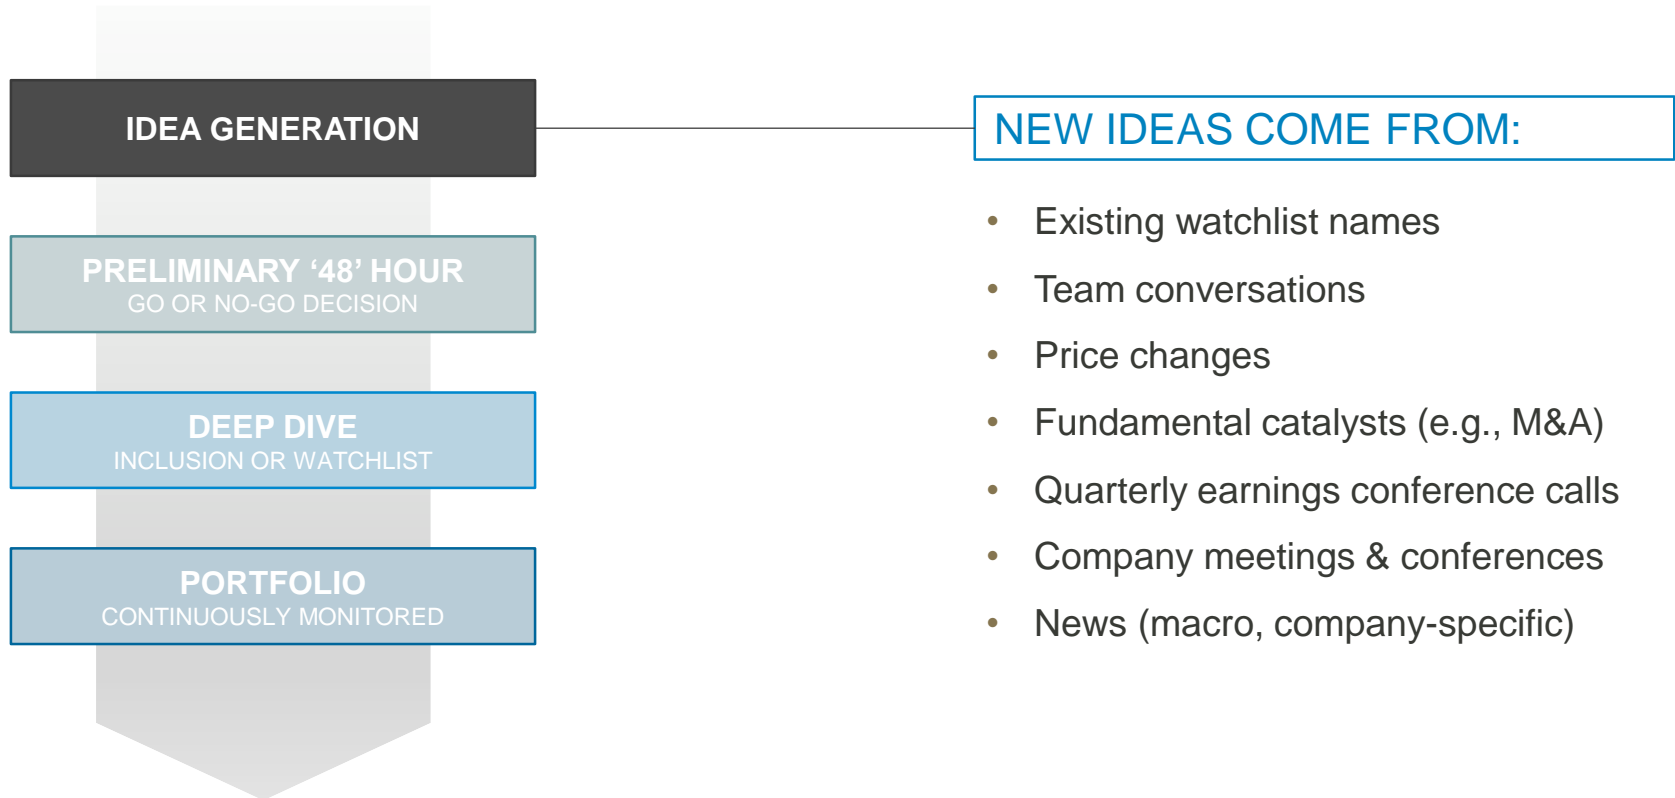 IDEA GENERATION
PRELIMINARY ‘48’ HOUR
GO OR NO-GO DECISION
DEEP DIVE
INCLUSION OR WATCHLIST
PORTFOLIO
CONTINUOUSLY MONITORED
NEW IDEAS COME FROM:
• Existing watchlist names
• Team conversations
• Price changes
• Fundamental catalysts (e.g., M&A)
• Quarterly earnings conference calls
• Company meetings & conferences
• News (macro, company-specific)